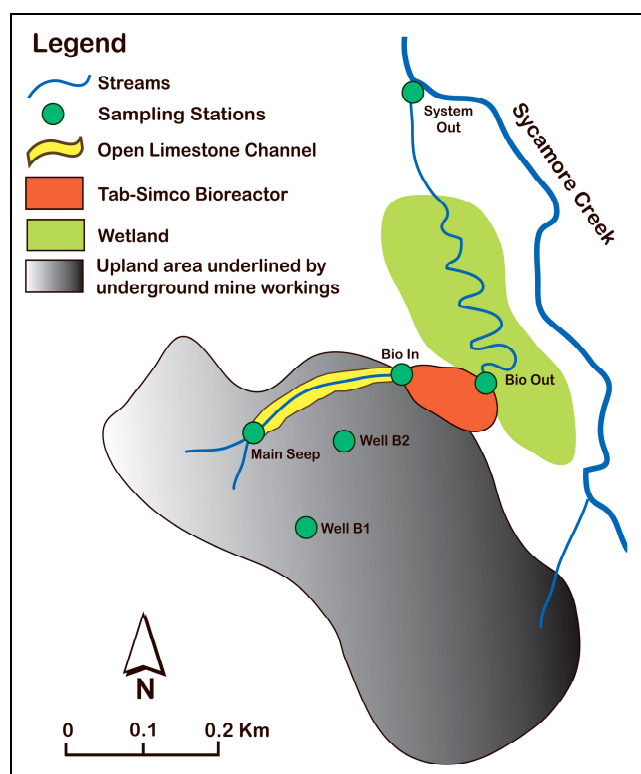 Legend
Streams
Sampling Stations
Open Limestone Channel
Tab-Simco Bioreactor
Wetland
Upland area underlined by
underground mine workings
System
Out
Sycamore Creek
Bio In
Bio Out
Main Seep
Well B2
Well B1
N
0 0.1 0.2 Km